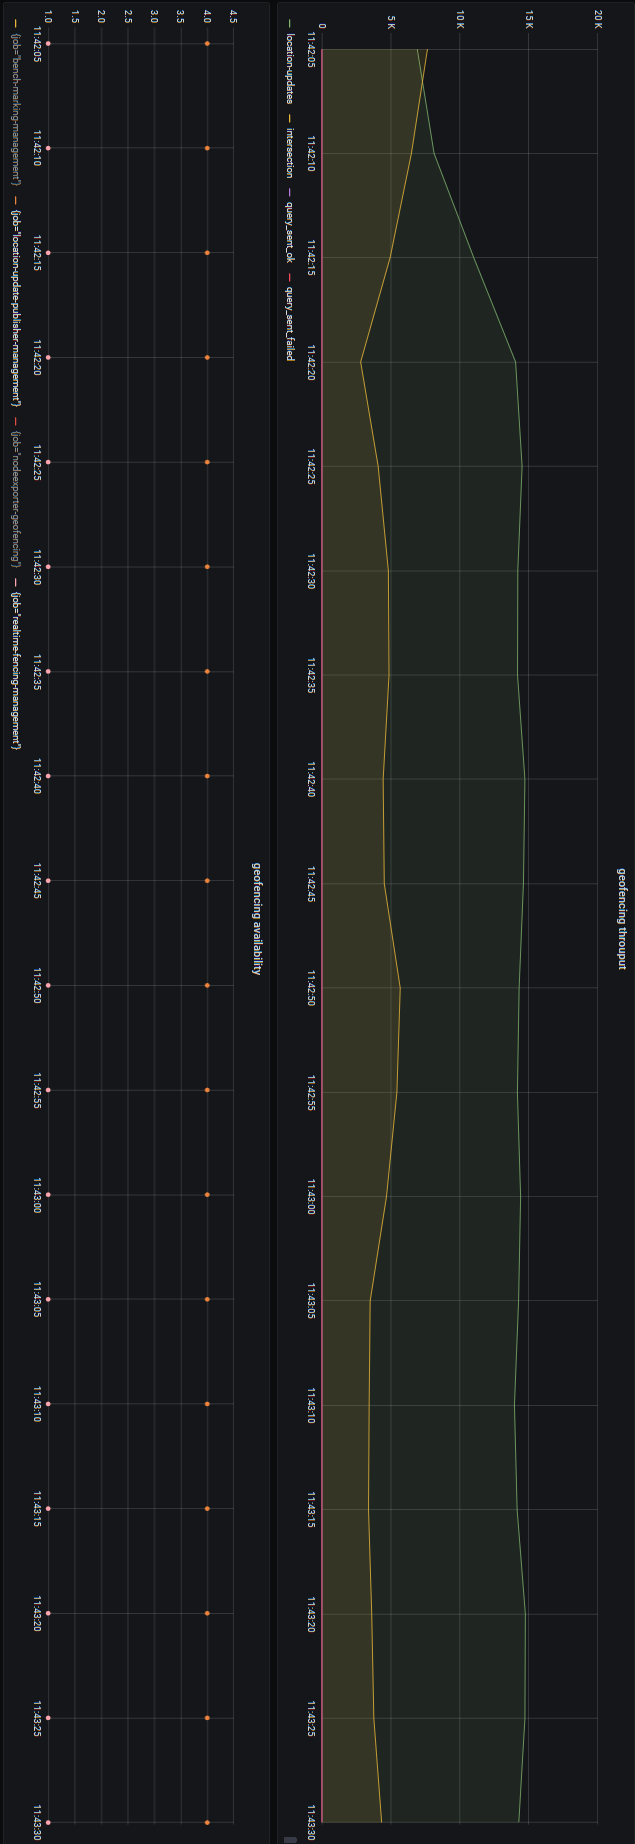 geofencing throuput
20 K
15 K
10 K
5 K
0
11:42:05 11:42:10 11:42:15 11:42:20 11:42:25 11:42:30 11:42:35 11:42:40 11:42:45 11:42:50 11:42:55 11:43:00 11:43:05 11:43:10 11:43:15 11:43:20 11:43:25 11:43:30
location-updates intersection query_sent_ok query_sent_failed
geofencing availability
4.5
4.0
3.5
3.0
2.5
2.0
1.5
1.0
11:42:05 11:42:10 11:42:15 11:42:20 11:42:25 11:42:30 11:42:35 11:42:40 11:42:45 11:42:50 11:42:55 11:43:00 11:43:05 11:43:10 11:43:15 11:43:20 11:43:25 11:43:30
{job="bench-marking-management"} {job="location-update-publisher-management"} {job="nodeexporter-geofencing"} {job="realtime-fencing-management"}